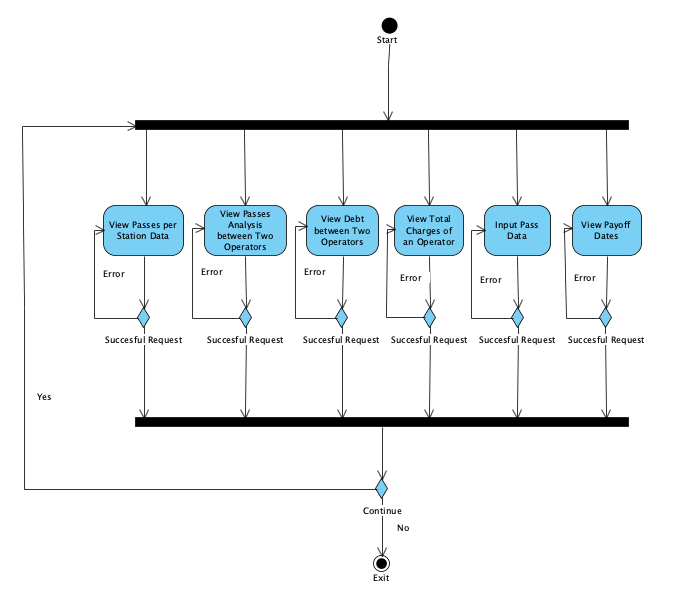 Start
View Passes per
Station Data
View Passes
Analysis
between Two
Operators
View Debt
between Two
Operators
View Total
Charges of
an Operator
Input Pass
Data
View Payoff
Dates
Error
Error
Error
Error
Error
Error
Succesful Request
Succesful Request
Succesful Request
Succesful Request
Succesful Request
Succesful Request
Yes
Continue
No
Exit